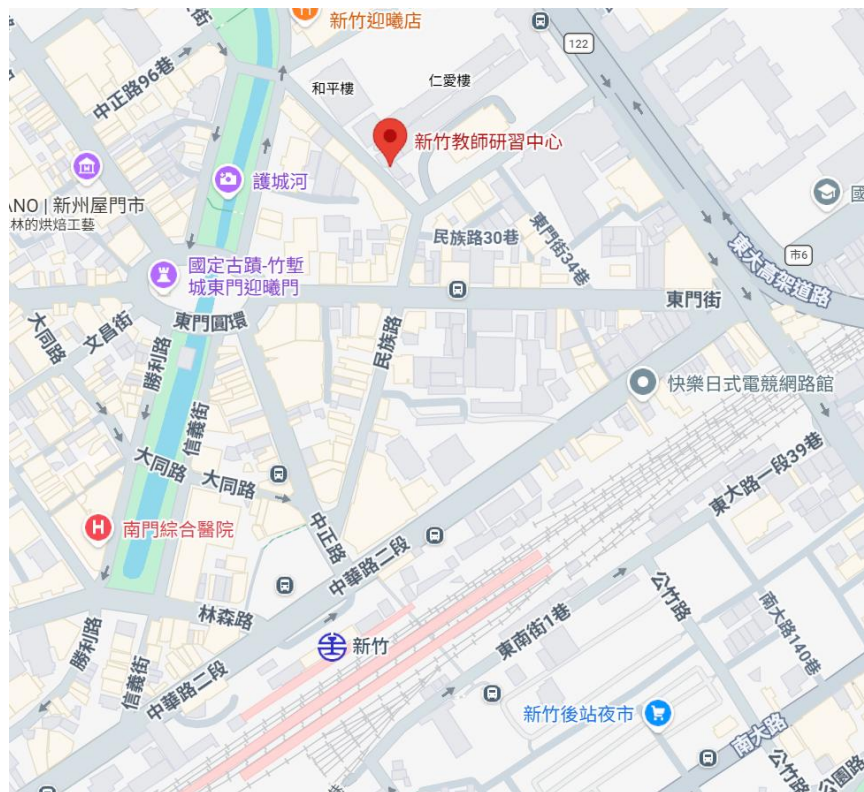 新竹迎曦店
122
中正路96巷
和平樓
仁愛樓
新竹教師研習中心
護城河
NO | 新州屋門市
林的烘焙工藝
國
民族路30巷
東門街34巷
市6
東大高架道路
國定古蹟-竹塹
城東門迎曦門
東門街
東門圓環
大同路
文昌街
勝利路
民族路
信義街
快樂日式電競網路館
大同路
大同路
東大路一段39巷
南門綜合醫院
中正路
中華路二段
林森路
公竹路
南大路140巷
東南街1巷
新竹
勝利路
信義街
中華路二段
新竹後站夜市
南大路
公竹路
公園路